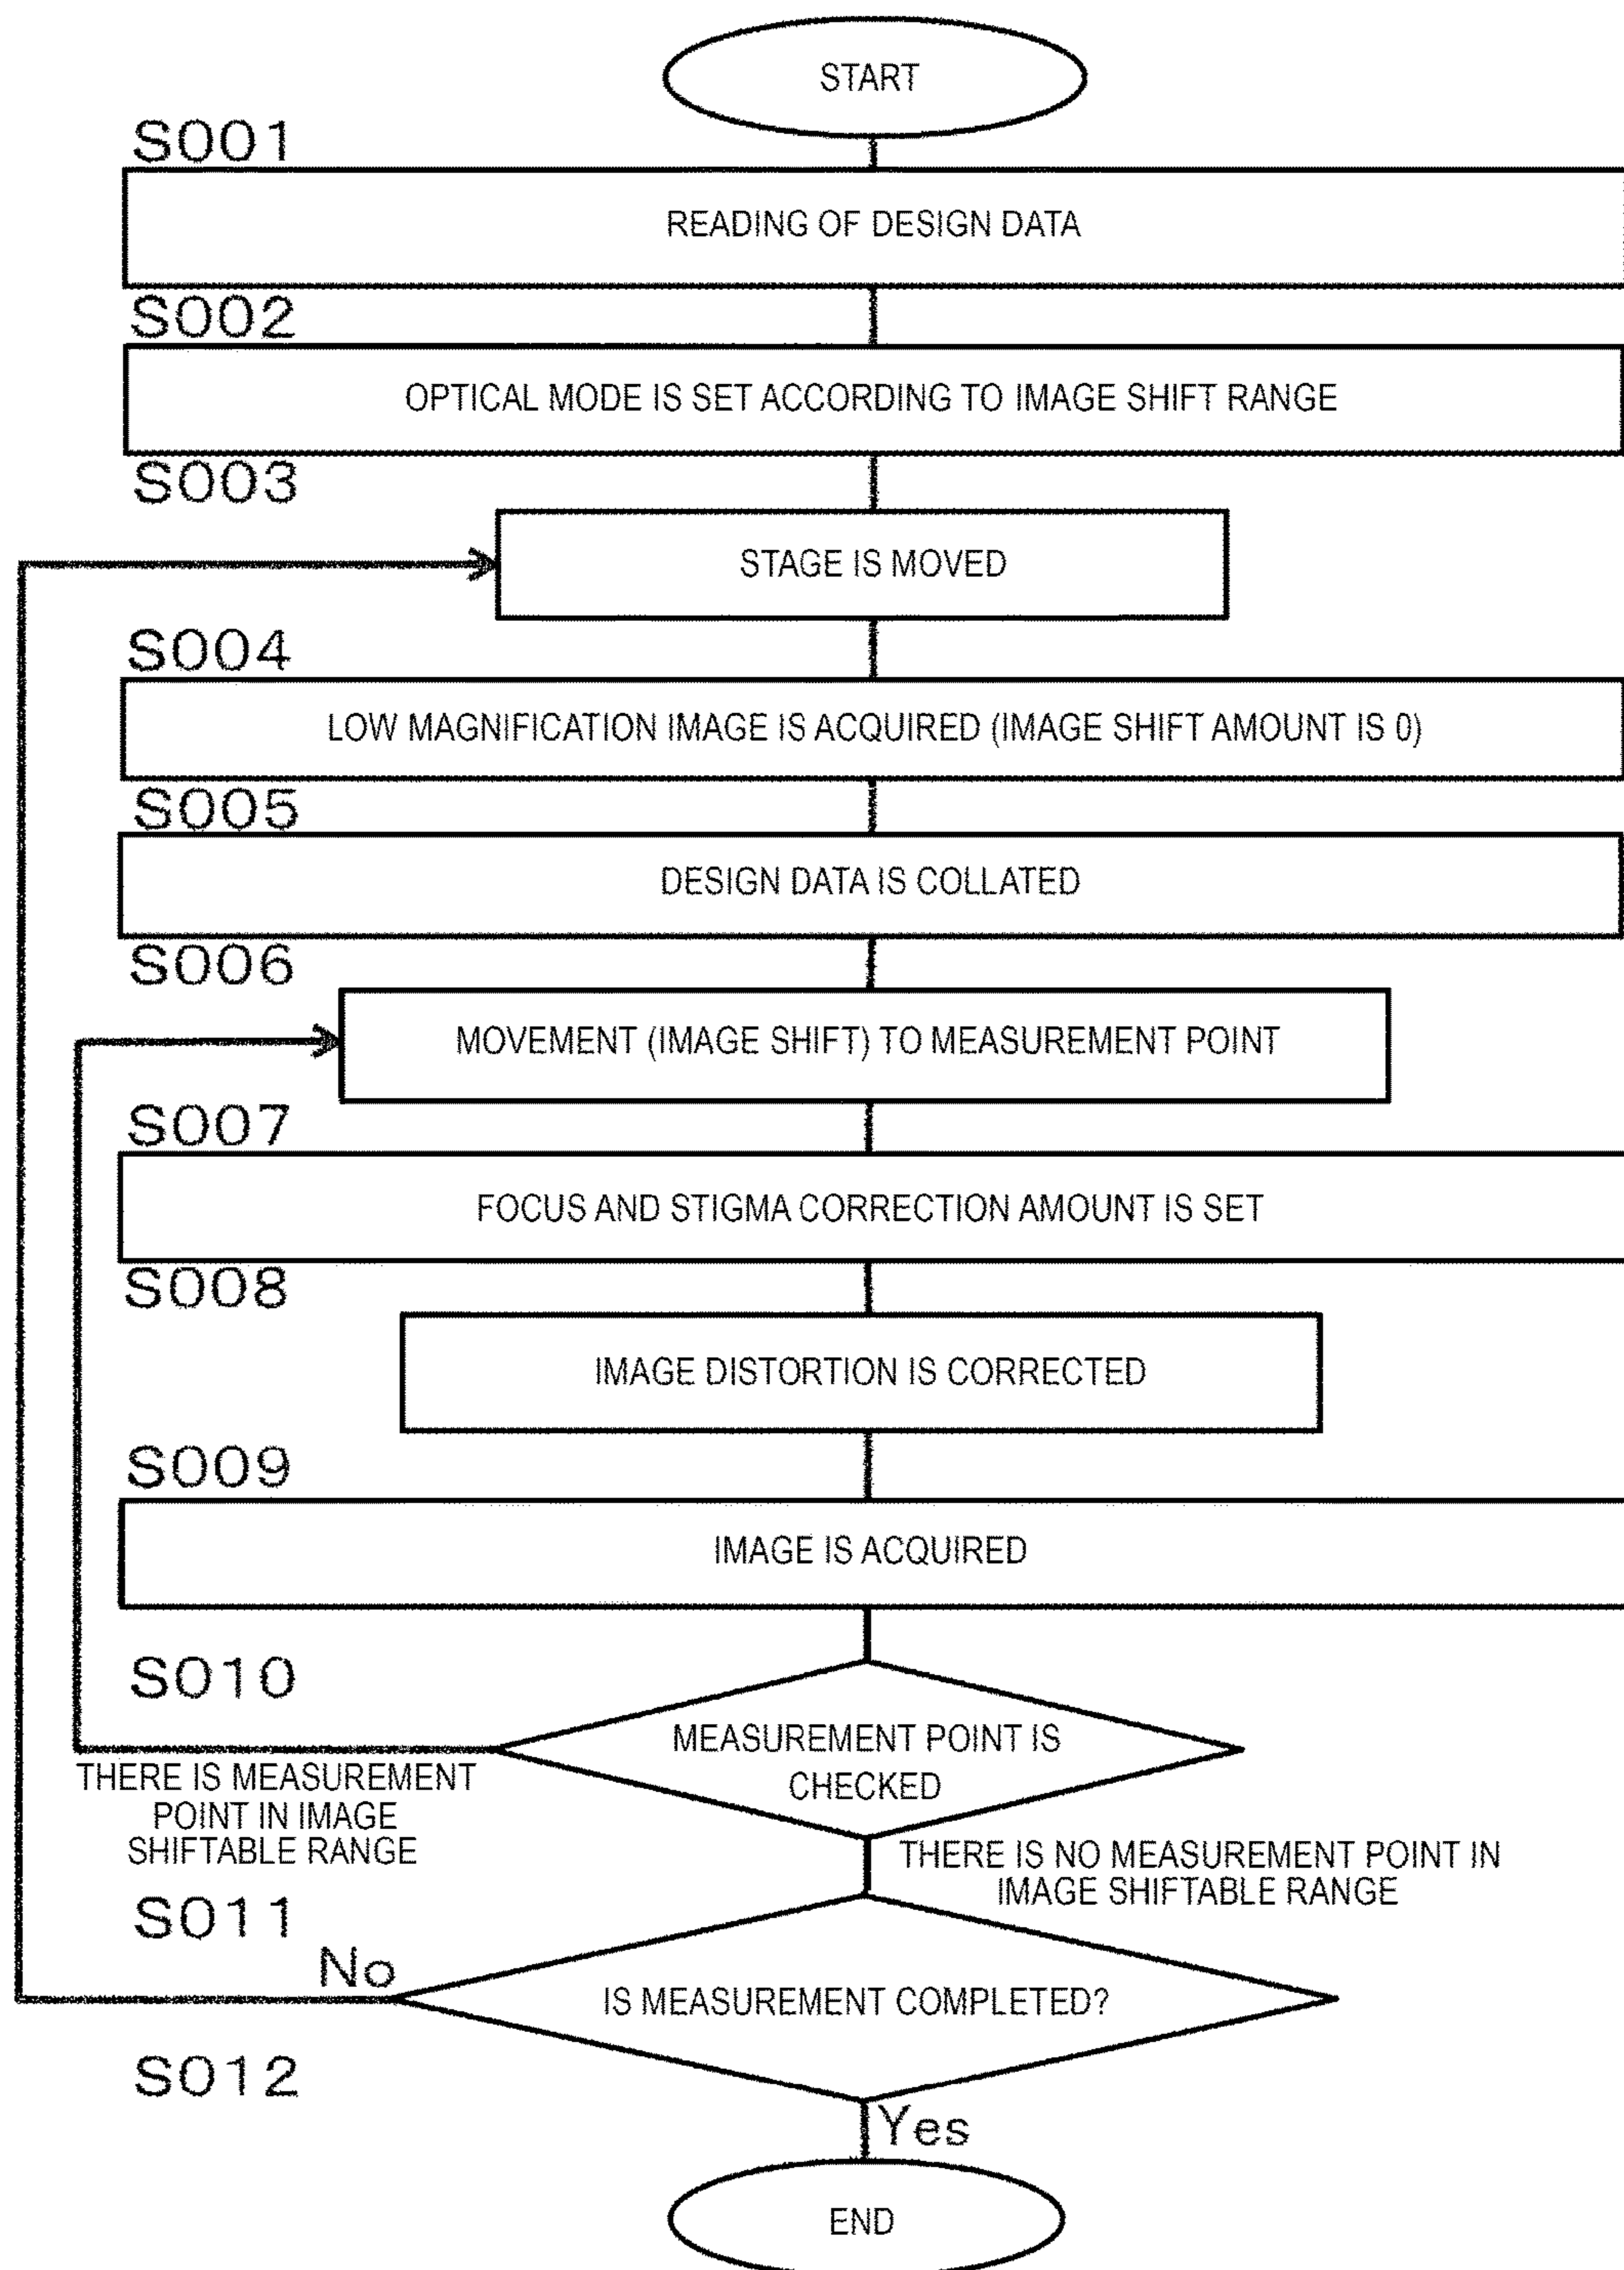 START
S001
READING OF DESIGN DATA
S002
OPTICAL MODE IS SET ACCORDING TO IMAGE SHIFT RANGE
S003
STAGE IS MOVED
S004
LOW MAGNIFICATION IMAGE IS ACQUIRED (IMAGE SHIFT AMOUNT IS 0)
S005
DESIGN DATA IS COLLATED
S006
MOVEMENT (IMAGE SHIFT) TO MEASUREMENT POINT
S007
FOCUS AND STIGMA CORRECTION AMOUNT IS SET
S008
IMAGE DISTORTION IS CORRECTED
S009
IMAGE IS ACQUIRED
S010
MEASUREMENT POINT IS
CHECKED
THERE IS MEASUREMENT
POINT IN IMAGE
SHIFTABLE RANGE
THERE IS NO MEASUREMENT POINT IN
IMAGE SHIFTABLE RANGE
S011
No
IS MEASUREMENT COMPLETED?
S012
Yes
END